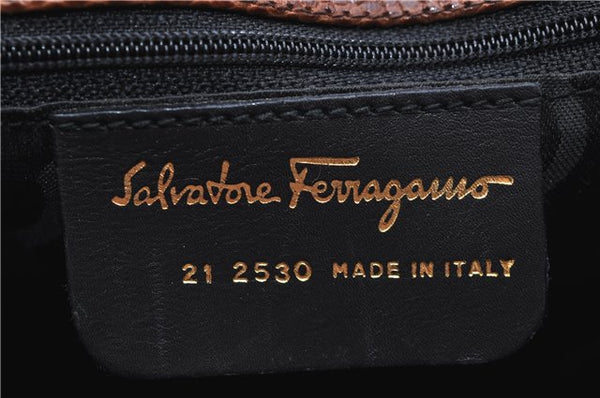 Salvatore Ferragamo
21 2530 MADE IN ITALY